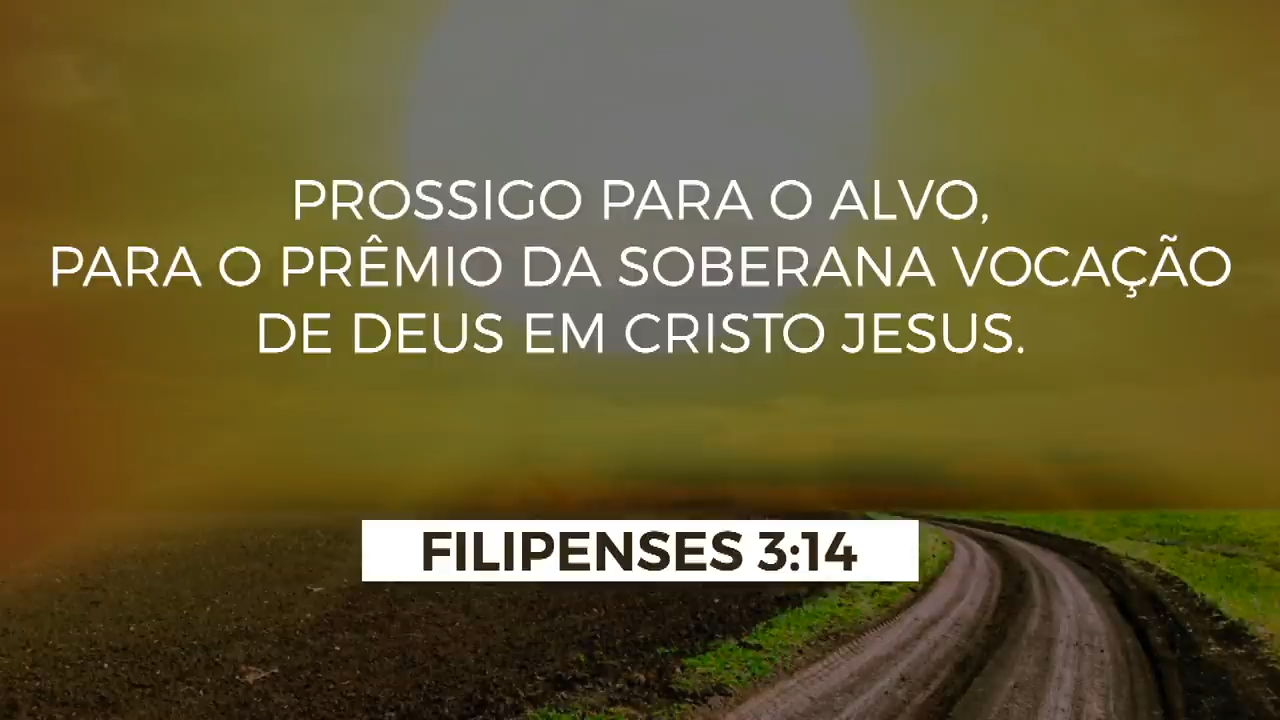 PROSSIGO PARA O ALVO,
PARA O PRÊMIO DA SOBERANA VOCAÇÃO
DE DEUS EM CRISTO JESUS.
FILIPENSES 3:14